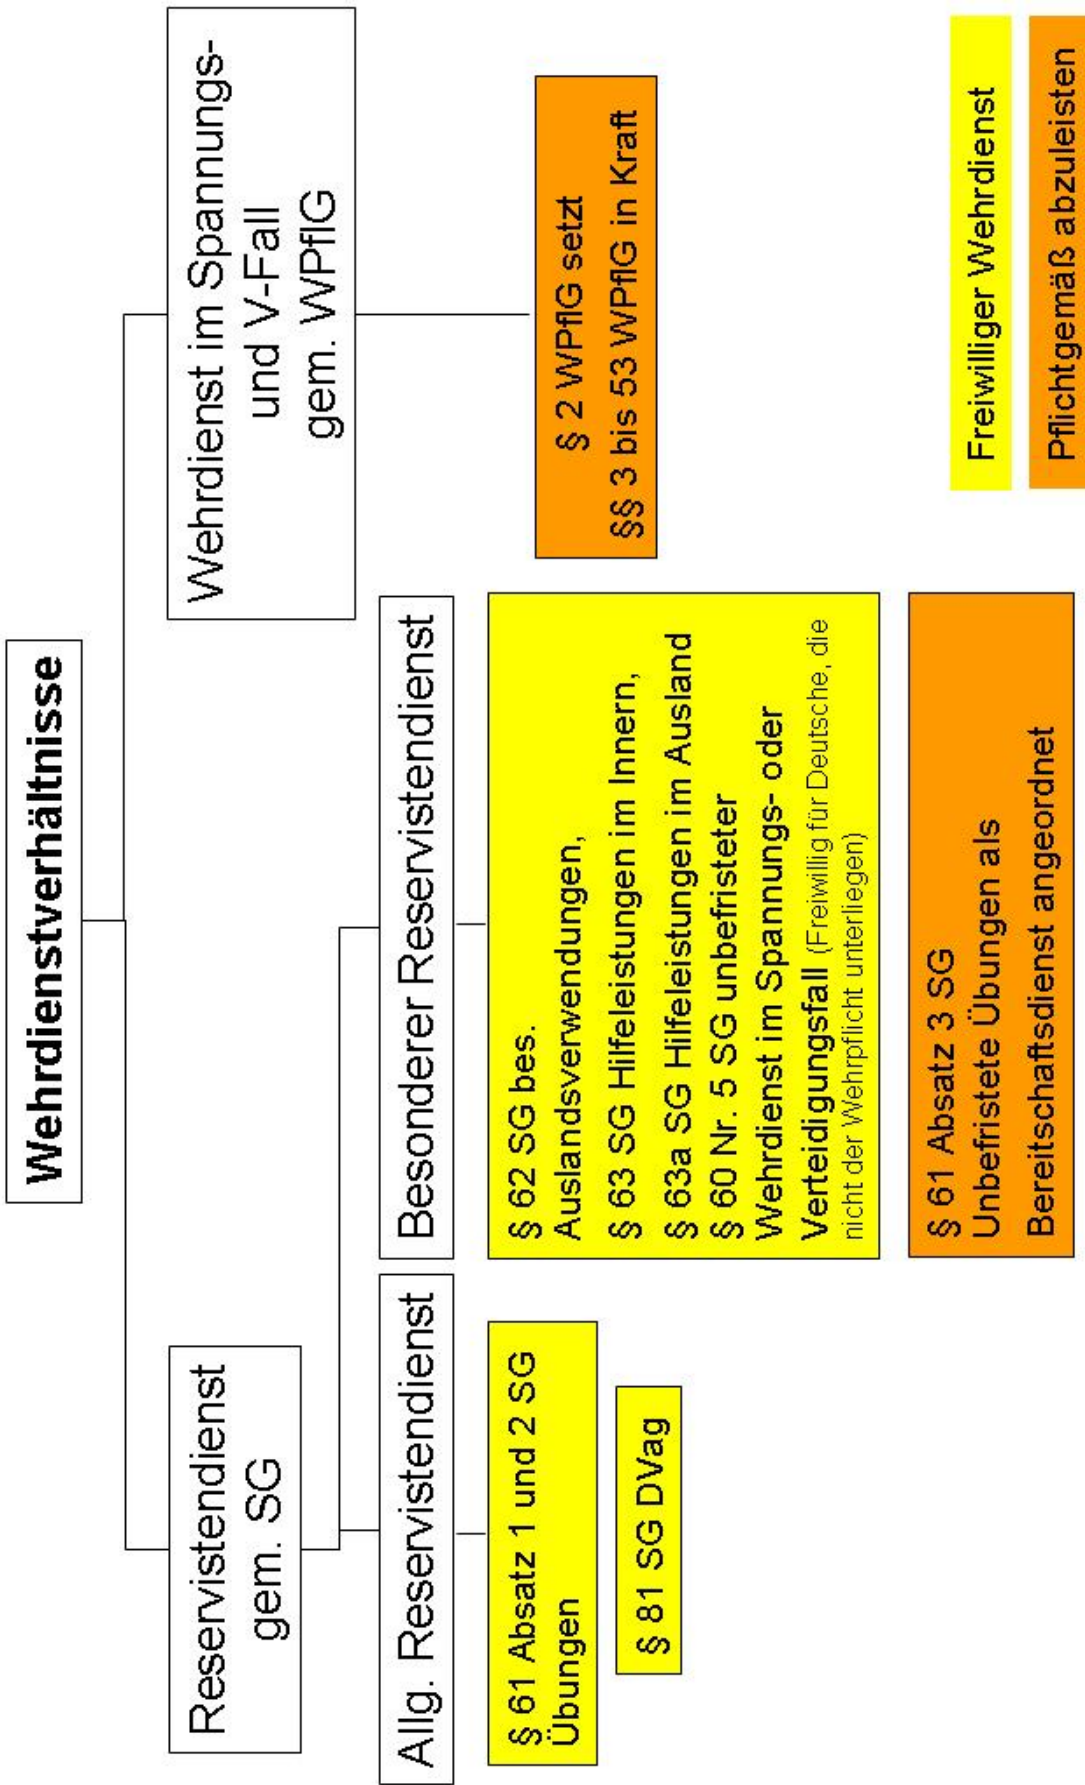 Wehrdienstverhältnisse
Reservistendienst
gem. SG
Wehrdienst im Spannungs-
und V-Fall
gem. WPflG
Allg. Reservistendienst
Besonderer Reservistendienst
§ 61 Absatz 1 und 2 SG
Übungen
§ 81 SG DVag
§ 62 SG bes.
Auslandsverwendungen,
§ 63 SG Hilfeleistungen im Innern,
§ 63a SG Hilfeleistungen im Ausland
§ 60 Nr. 5 SG unbefristeter
Wehrdienst im Spannungs- oder
Verteidigungsfall (Freiwillig für Deutsche, die
nicht der Wehrpflicht unterliegen)
§ 61 Absatz 3 SG
Unbefristete Übungen als
Bereitschaftsdienst angeordnet
§ 2 WPflG setzt
§§ 3 bis 53 WPflG in Kraft
Freiwilliger Wehrdienst
Pflichtgemäß abzuleisten